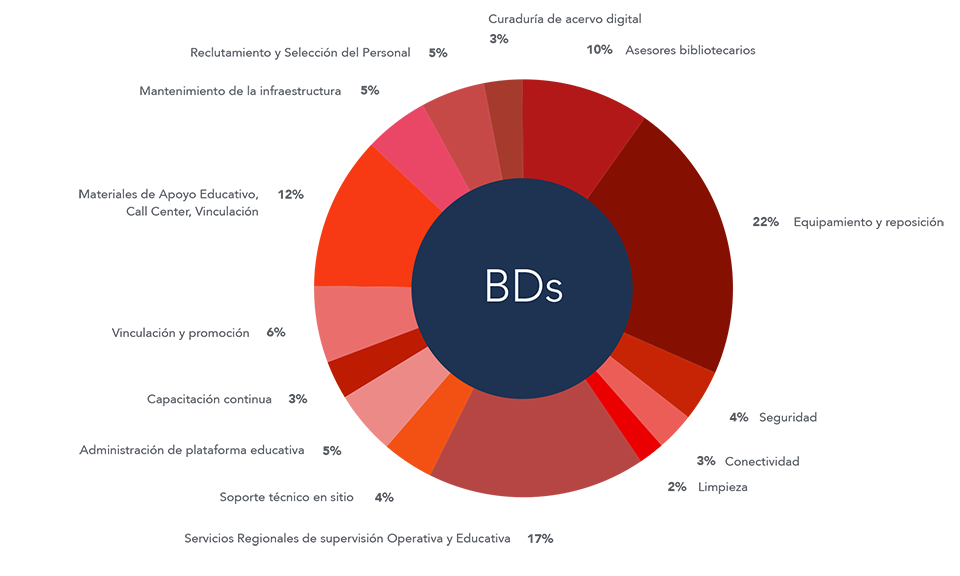 Curaduría de acervo digital
3%
10% Asesores bibliotecarios
Reclutamiento y Selección del Personal 5%
Mantenimiento de la infraestructura 5%
Materiales de Apoyo Educativo, 12%
Call Center, Vinculación
22% Equipamiento y reposición
BDs
Vinculación y promoción 6%
Capacitación continua 3%
4% Seguridad
Administración de plataforma educativa 5%
3% Conectividad
2% Limpieza
Soporte técnico en sitio 4%
Servicios Regionales de supervisión Operativa y Educativa 17%